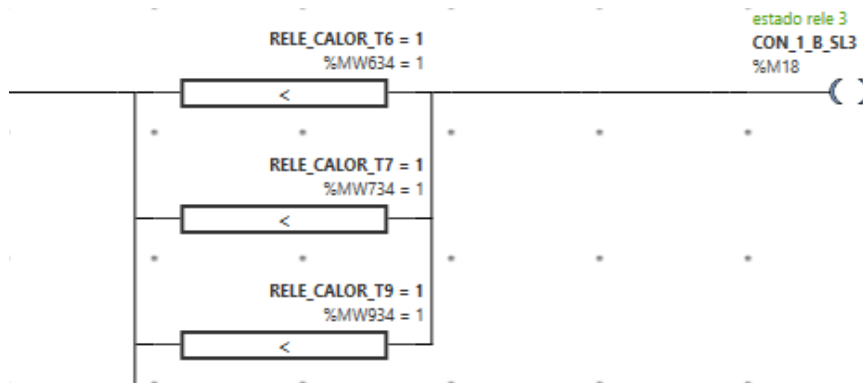 estado rele 3
RELE_CALOR_T6 = 1
CON_1_B_SL3
%MW634 = 1
%M18
<
RELE_CALOR_T7 = 1
%MW734 = 1
<
RELE_CALOR_T9 = 1
%MW934 = 1
<